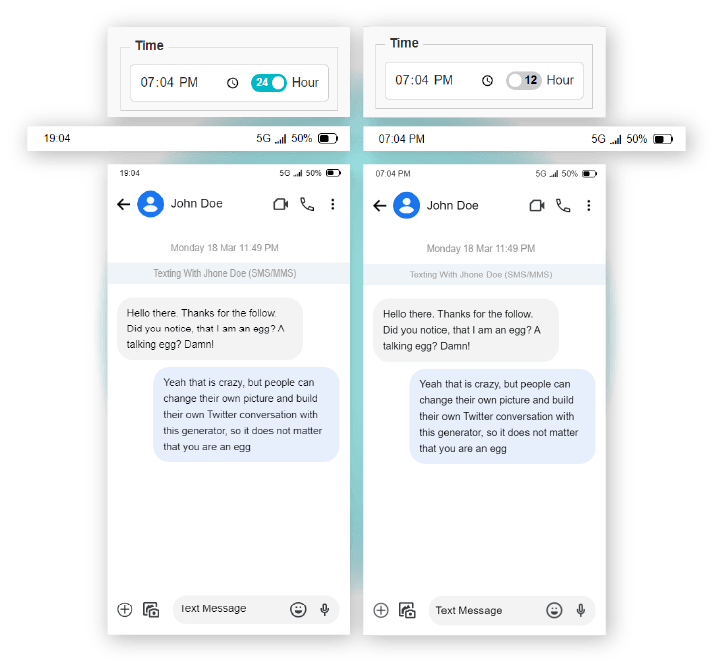 Time
07:04 PM 24 Hour
19:04 5G 50%
19:04 5G 50%
John Doe
Monday 18 Mar 11:49 PM
Texting With Jhone Doe (SMS/MMS)
Hello there. Thanks for the follow.
Did you notice, that I am an egg? A
talking egg? Damn!
Yeah that is crazy, but people can
change their own picture and build
their own Twitter conversation with
this generator, so it does not matter
that you are an egg
Text Message
Time
07:04 PM 12 Hour
07:04 PM 5G 50%
07:04 PM 5G 50%
John Doe
Monday 18 Mar 11:49 PM
Texting With Jhone Doe (SMS/MMS)
Hello there. Thanks for the follow.
Did you notice, that I am an egg? A
talking egg? Damn!
Yeah that is crazy, but people can
change their own picture and build
their own Twitter conversation with
this generator, so it does not matter
that you are an egg
Text Message